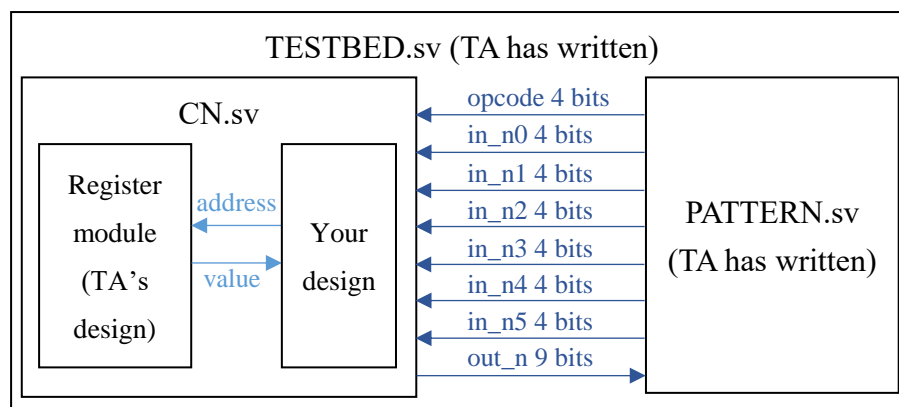 TESTBED.sv (TA has written)
CN.sv
Register
module
(TA's
design)
address
value
Your
design
opcode 4 bits
in_n0 4 bits
in_n1 4 bits
in_n2 4 bits
in_n3 4 bits
in_n4 4 bits
in_n5 4 bits
out_n 9 bits
PATTERN.sv
(TA has written)